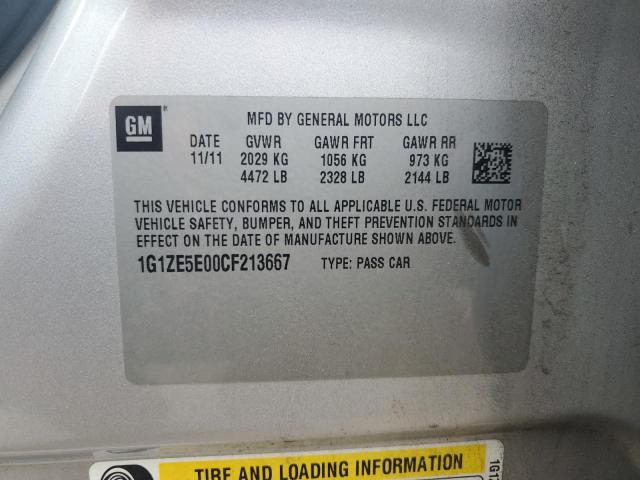 GM
MFD BY GENERAL MOTORS LLC
DATE GVWR GAWR FRT GAWR RR
11/11 2029 KG 1056 KG 973 KG
4472 LB 2328 LB 2144 LB
THIS VEHICLE CONFORMS TO ALL APPLICABLE U.S. FEDERAL MOTOR
VEHICLE SAFETY, BUMPER, AND THEFT PREVENTION STANDARDS IN
EFFECT ON THE DATE OF MANUFACTURE SHOWN ABOVE.
1G1ZE5E00CF213667 TYPE: PASS CAR
TIRE AND LOADING INFORMATION